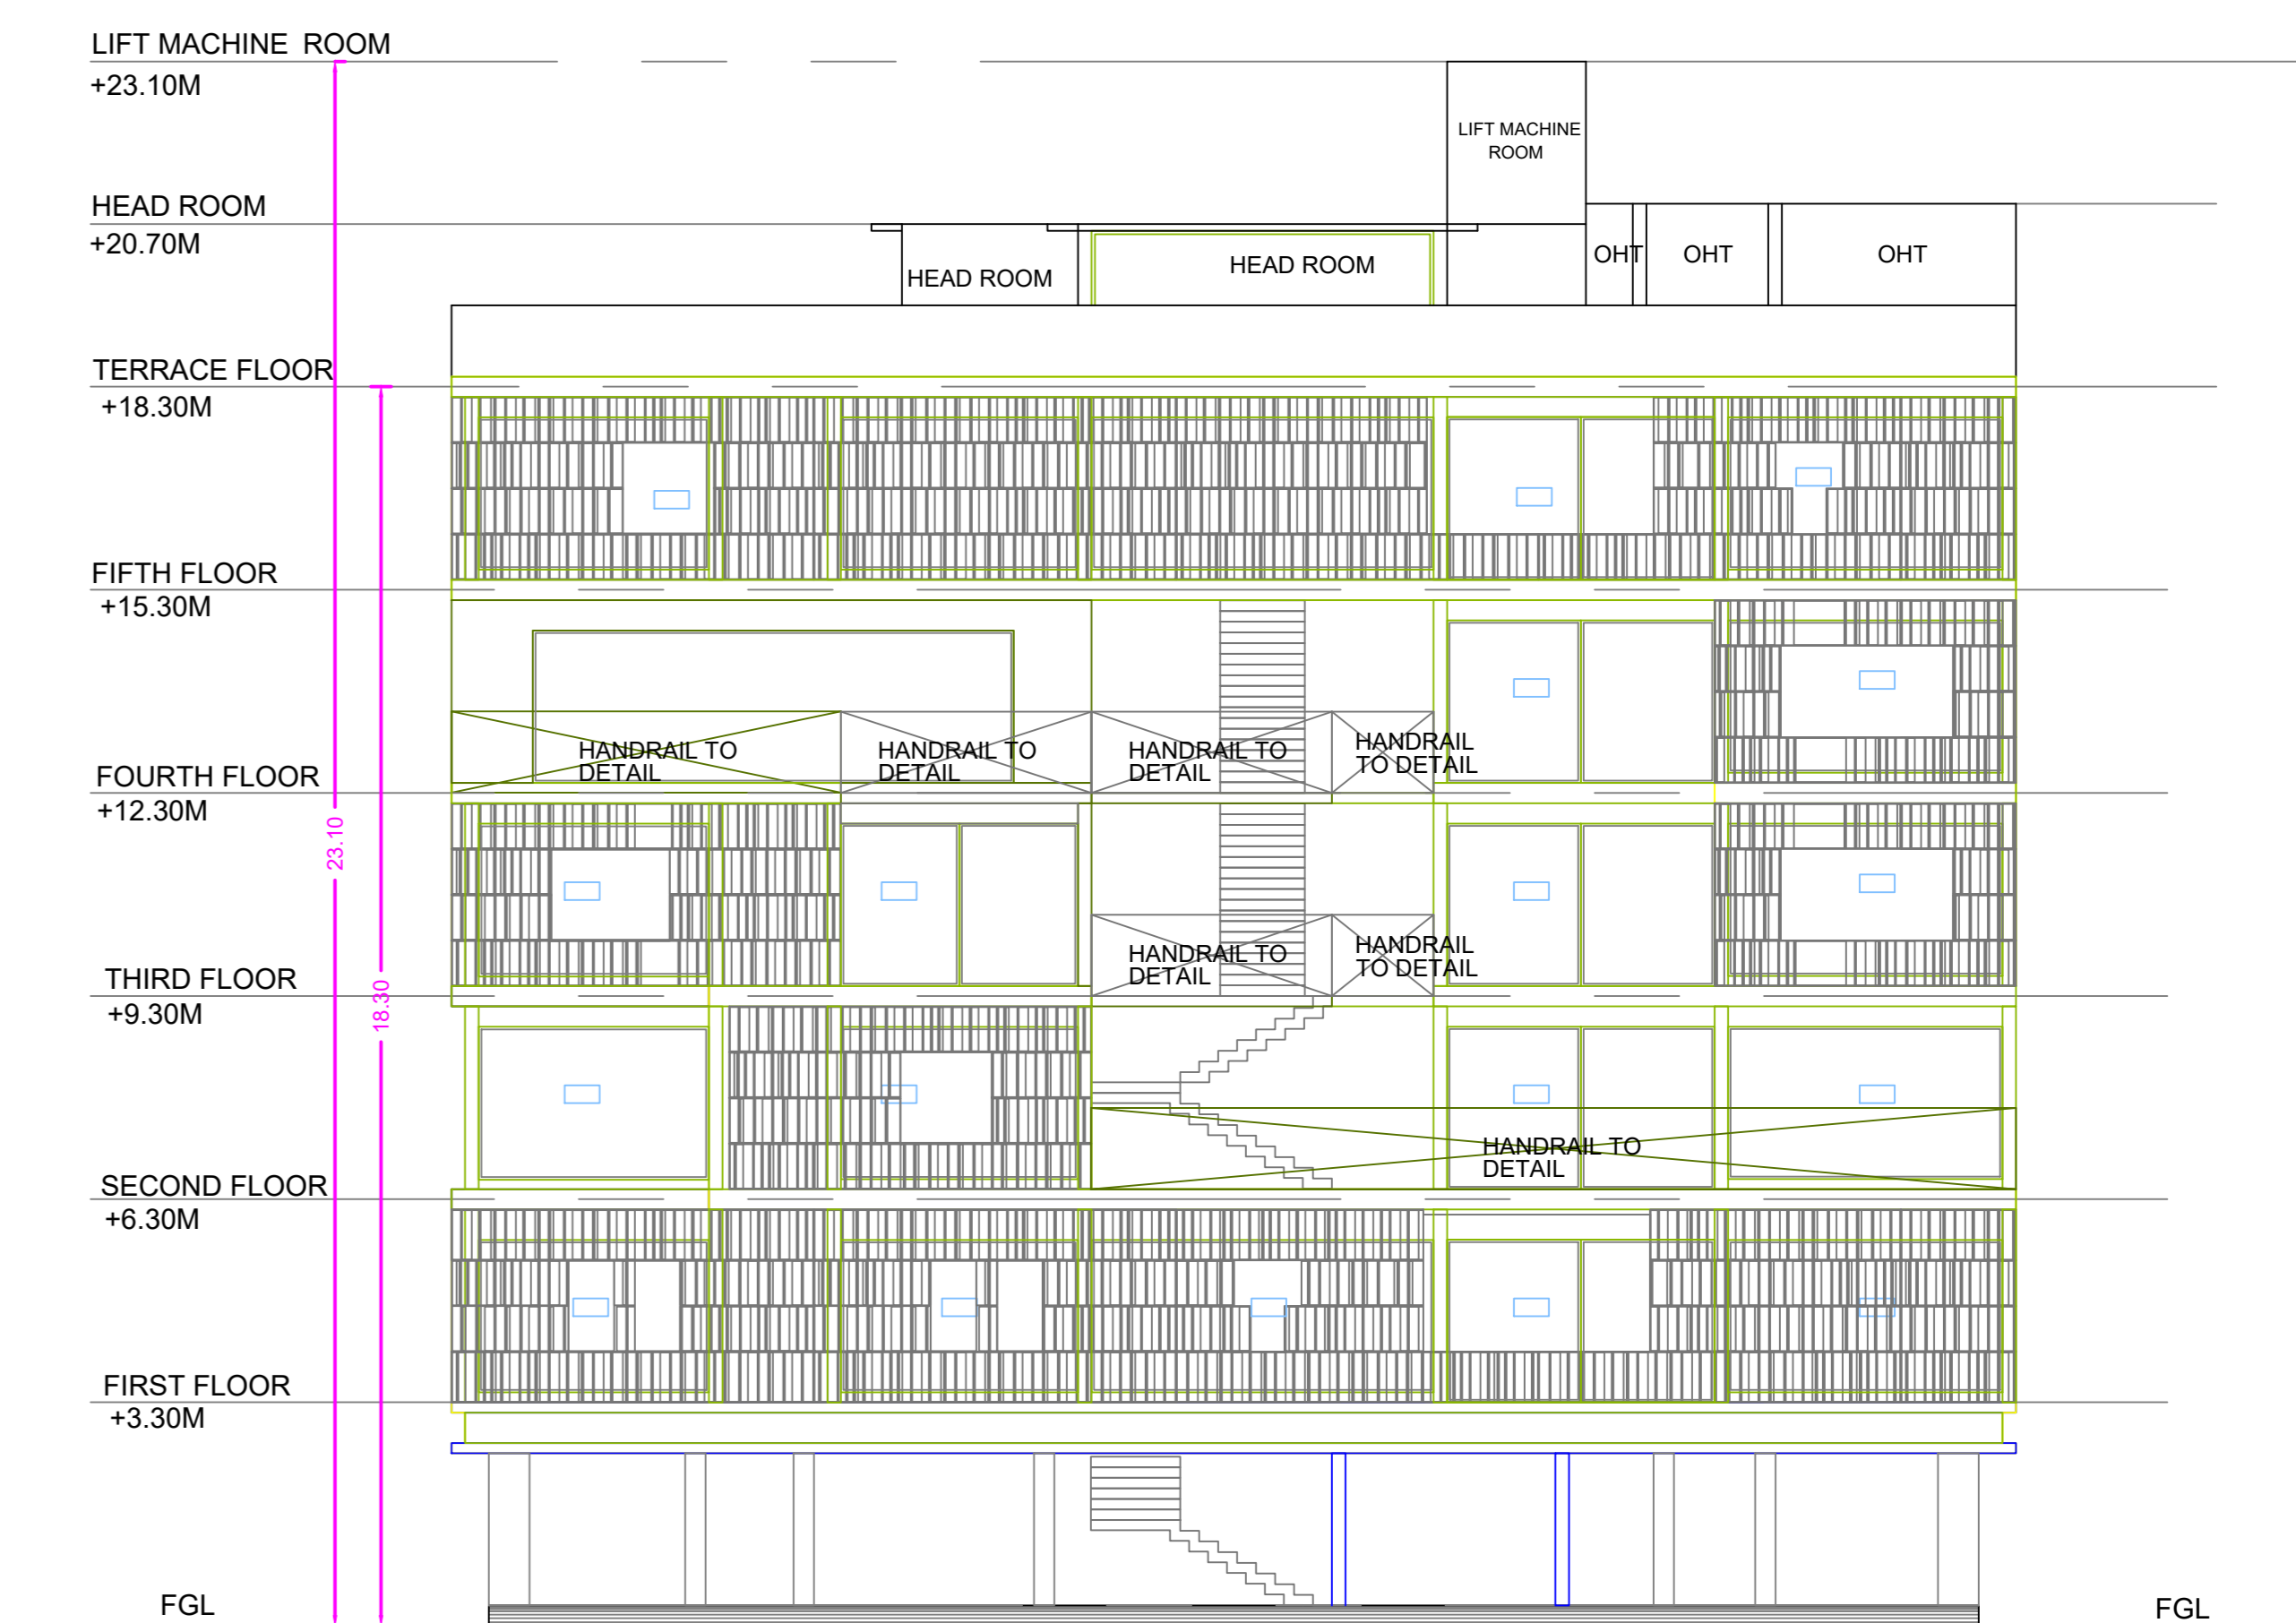 LIFT MACHINE ROOM
+23.10M
LIFT MACHINE
ROOM
HEAD ROOM
+20.70M
HEAD ROOM
HEAD ROOM
OHT
OHT
OHT
TERRACE FLOOR
+18.30M
FIFTH FLOOR
+15.30M
HANDRAIL TO
DETAIL
HANDRAIL TO
DETAIL
HANDRAIL TO
DETAIL
HANDRAIL
TO DETAIL
FOURTH FLOOR
+12.30M
23.10
HANDRAIL TO
DETAIL
HANDRAIL
TO DETAIL
THIRD FLOOR
+9.30M
18.30
HANDRAIL TO
DETAIL
SECOND FLOOR
+6.30M
FIRST FLOOR
+3.30M
FGL
FGL